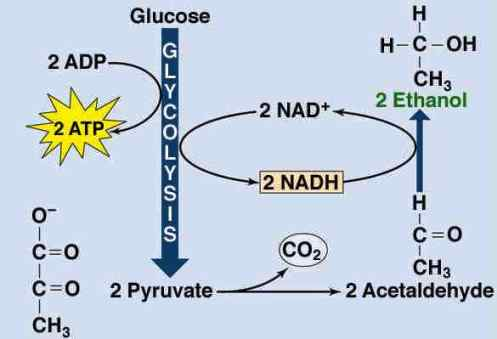 Glucose
H
H–C–OH
CH₃
2 Ethanol
2 ADP
2 ATP
GLYCOLYSIS
2 NAD⁺
2 NADH
O⁻
C=O
C=O
CH₃
H
C=O
CH₃
CO₂
2 Pyruvate
2 Acetaldehyde